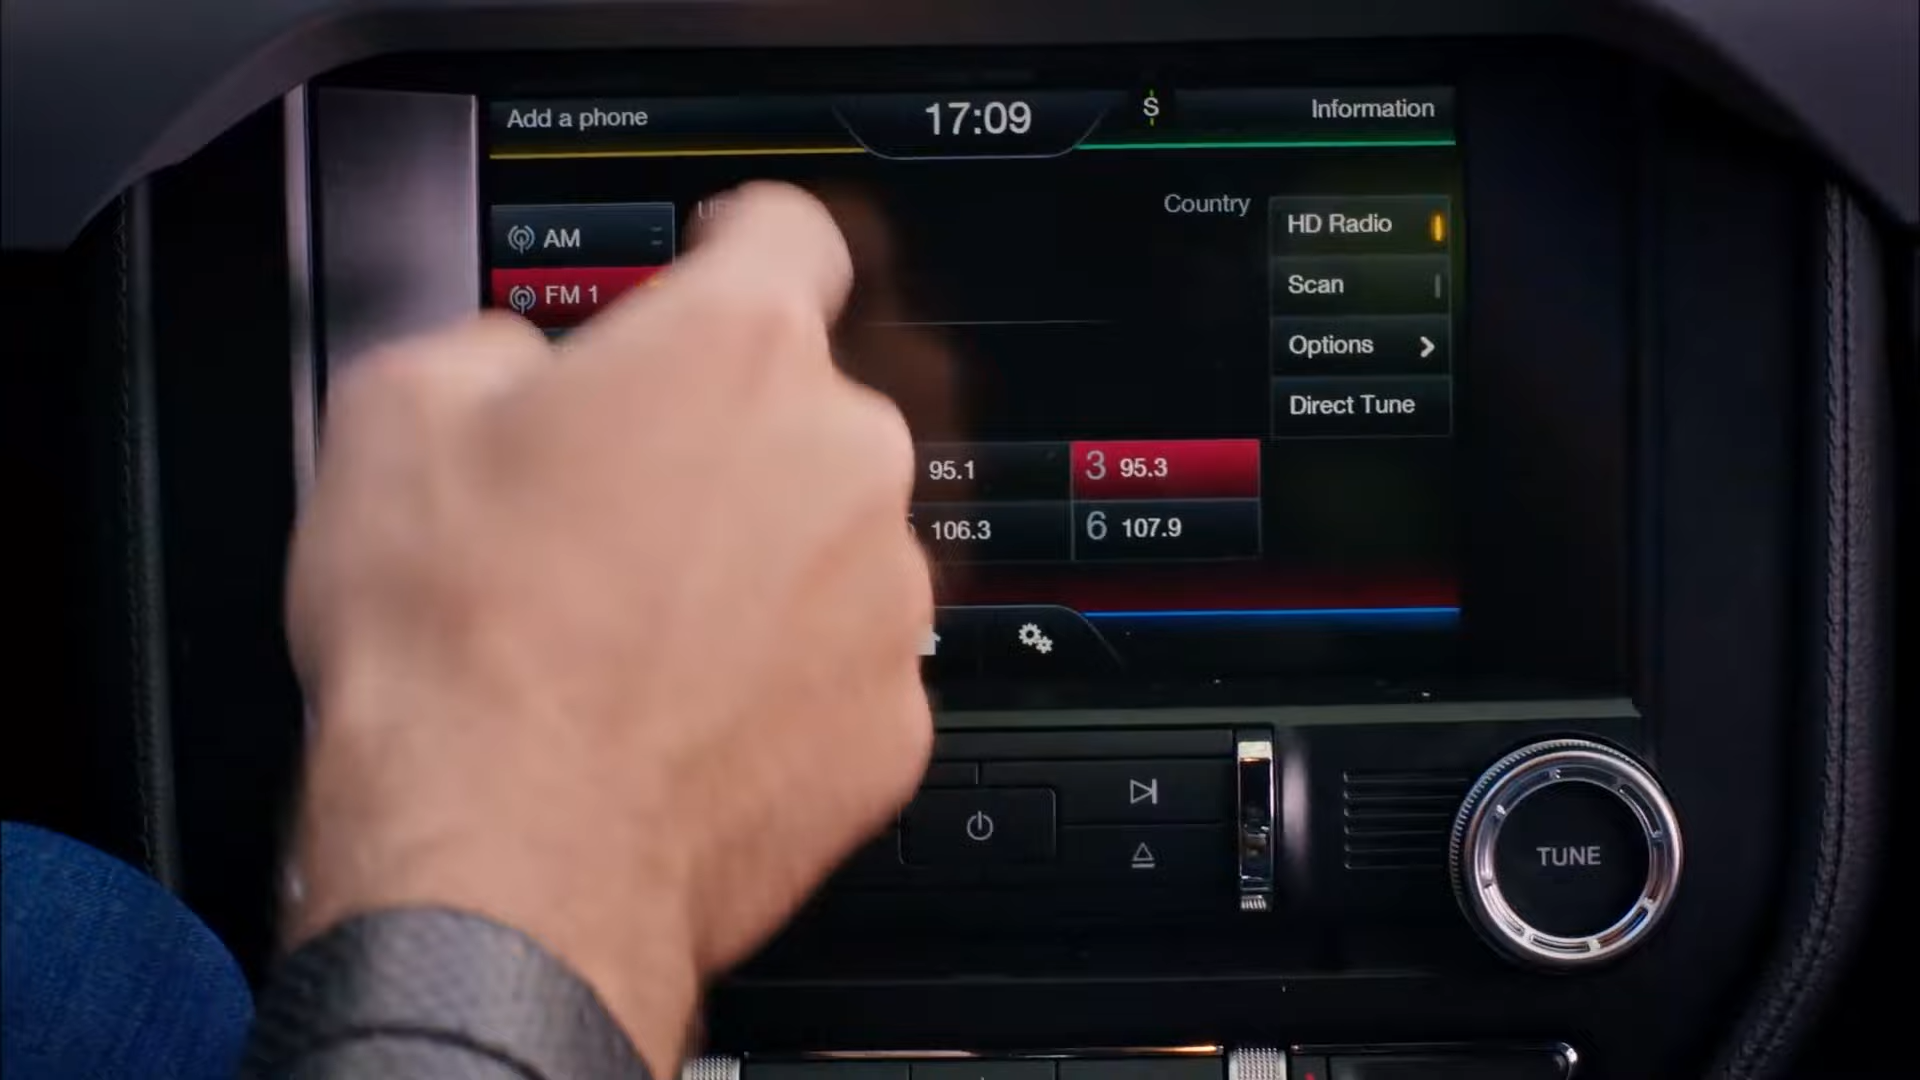 Add a phone
17:09
S
Information
AM
Country
HD Radio
FM 1
Scan
Options
Direct Tune
95.1
3 95.3
106.3
6 107.9
TUNE